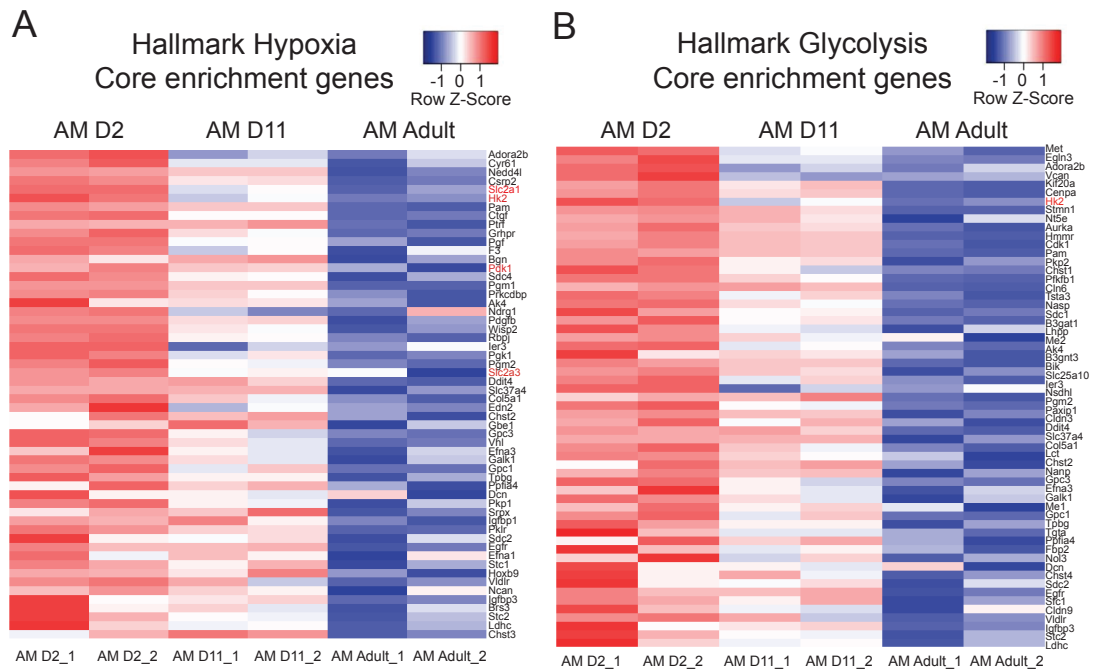 A
Hallmark Hypoxia
Core enrichment genes
-1 0 1
Row Z-Score
AM D2 AM D11 AM Adult
Adora2b
Cyr61
Nedd4l
Csrp2
Slc2a1
Hk2
Pam
Ctgf
Ptrf
Grhpr
Pgf
F3
Bgn
Pdk1
Sdc4
Pgm1
Prkcdbp
Ak4
Ndrg1
Pdgfb
Wisp2
Rbpj
Ier3
Pgk1
Pgm2
Slc2a3
Ddit4
Slc37a4
Col5a1
Edn2
Chst2
Gbe1
Gpc3
Vhl
Efna3
Galk1
Gpc1
Tpbg
Ppfia4
Dcn
Pkp1
Srpx
Igfbp1
Pklr
Sdc2
Egfr
Efna1
Stc1
Hoxb9
Vldlr
Ncan
Igfbp3
Brs3
Stc2
Ldhc
Chst3
AM D2_1 AM D2_2 AM D11_1 AM D11_2 AM Adult_1 AM Adult_2
B
Hallmark Glycolysis
Core enrichment genes
-1 0 1
Row Z-Score
AM D2 AM D11 AM Adult
Met
Egln3
Adora2b
Vcan
Kif20a
Cenpa
Hk2
Stmn1
Nt5e
Aurka
Hmmr
Cdk1
Pam
Pkp2
Chst1
Pfkfb1
Cln6
Tsta3
Nasp
Sdc1
B3gat1
Lhpp
Me2
Ak4
B3gnt3
Bik
Slc25a10
Ier3
Nsdhl
Pgm2
Paxip1
Cldn3
Ddit4
Slc37a4
Col5a1
Lct
Chst2
Nanp
Gpc3
Efna3
Galk1
Me1
Gpc1
Tpbg
Tgta
Ppfia4
Fbp2
Nol3
Dcn
Chst4
Sdc2
Egfr
Stc1
Cldn9
Vldlr
Igfbp3
Stc2
Ldhc
AM D2_1 AM D2_2 AM D11_1 AM D11_2 AM Adult_1 AM Adult_2